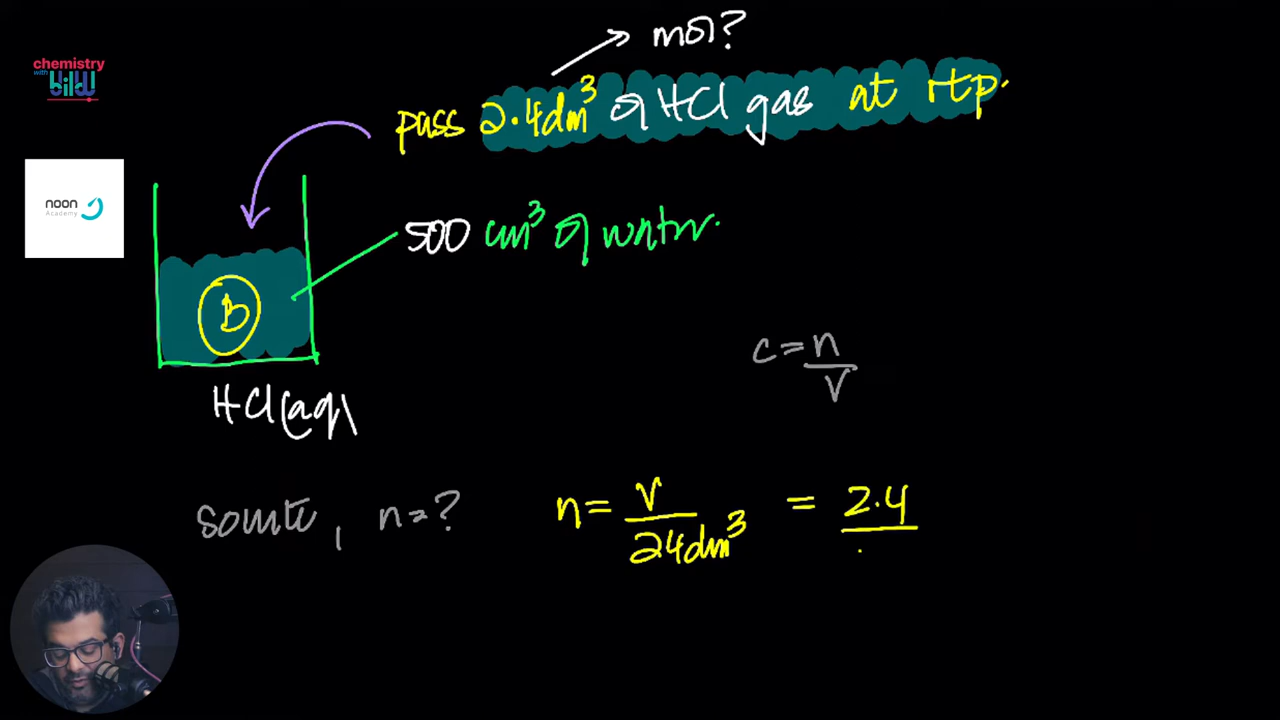 mol?
chemistry
with bildu
pass 2.4dm³ of HCl gas at rtp.
noon
Academy
500 cm³ of water.
B
c = n/V
HCl(aq)
solute, n=? n = V/24dm³ = 2.4